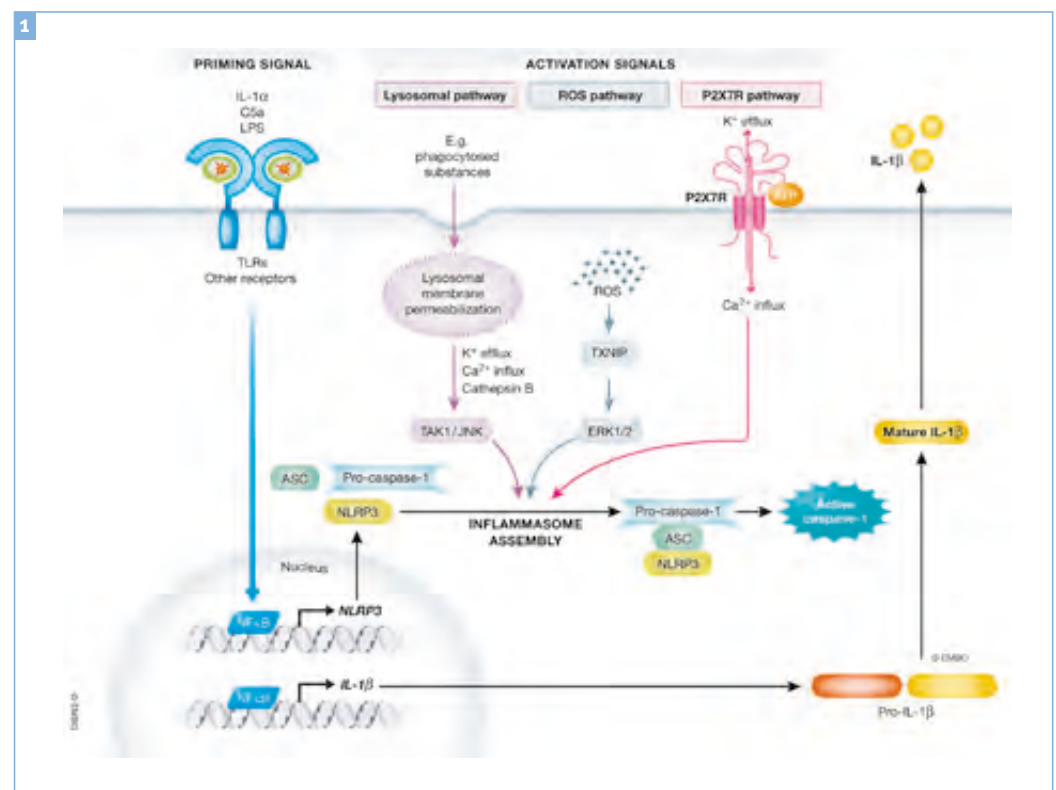 1
PRIMING SIGNAL
IL-1α
C5a
LPS
TLRs
Other receptors
ACTIVATION SIGNALS
Lysosomal pathway
ROS pathway
P2X7R pathway
E.g.
phagocytosed
substances
Lysosomal
membrane
permeabilization
K⁺ efflux
Ca²⁺ influx
Cathepsin B
TAK1/JNK
ROS
TXNIP
ERK1/2
K⁺ efflux
P2X7R
ATP
Ca²⁺ influx
IL-1β
Mature IL-1β
ASC
Pro-caspase-1
NLRP3
INFLAMMASOME
ASSEMBLY
Pro-caspase-1
ASC
NLRP3
Active
caspase-1
Nucleus
NFκB
NLRP3
NFκB
IL-1β
Pro-IL-1β
© EMBO
© EMBO